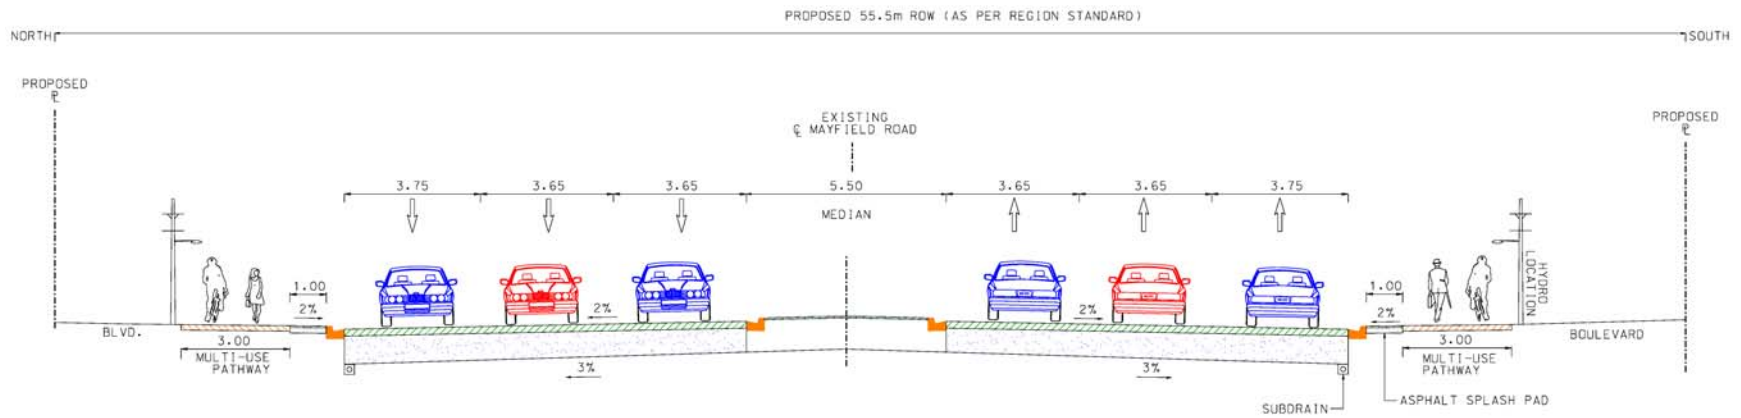 PROPOSED 55.5m ROW (AS PER REGION STANDARD)
NORTH
SOUTH
PROPOSED
℄
EXISTING
℄ MAYFIELD ROAD
PROPOSED
℄
3.75
3.65
3.65
5.50
3.65
3.65
3.75
MEDIAN
HYDRO
LOCATION
1.00
1.00
2%
2%
2%
2%
BLVD.
BOULEVARD
3.00
3.00
MULTI-USE
PATHWAY
3%
3%
MULTI-USE
PATHWAY
SUBDRAIN
ASPHALT SPLASH PAD